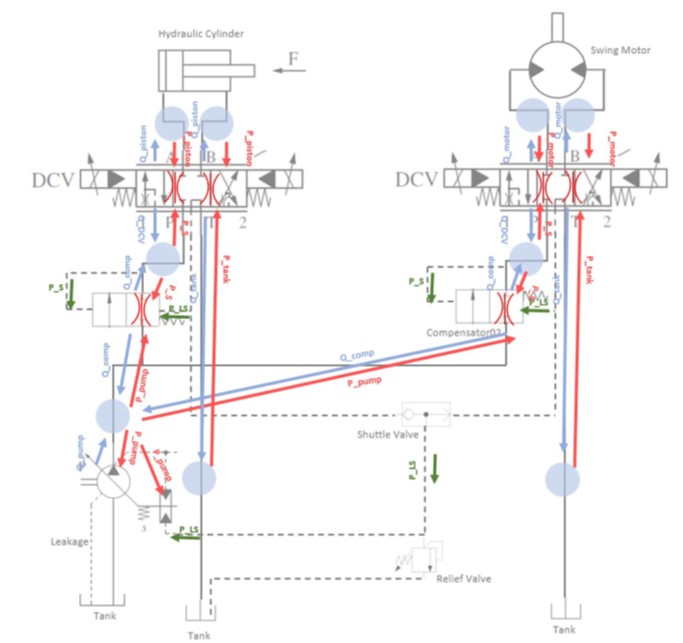 Hydraulic Cylinder
F
Swing Motor
Q_piston
P_piston
Q_piston
P_piston
B
DCV
2
Q_DCV
P_S
P_S
Q_comp
P_S
P_LS
Q_tank
P_tank
Q_motor
P_motor
Q_motor
P_motor
B
DCV
2
Q_DCV
P_S
P_S
Q_comp
P_LS
P_tank
Compensator02
Q_comp
P_pump
Q_comp
P_pump
Q_pump
P_pump
P_pump
3
Shuttle Valve
P_LS
P_LS
Leakage
Relief Valve
Tank
Tank
Tank